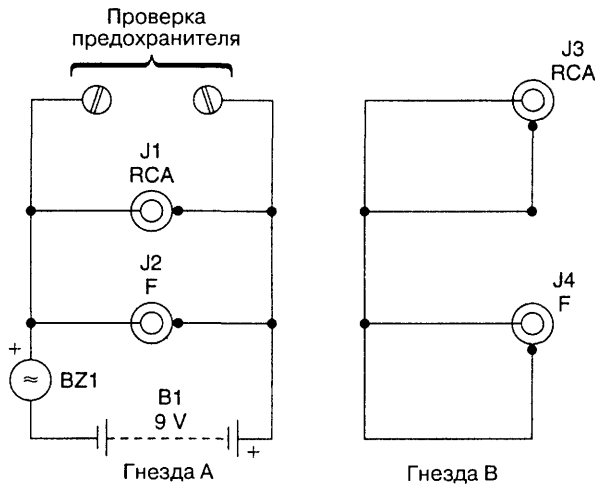 Проверка
предохранителя
J1
RCA
J2
F
+
BZ1
≈
B1
9 V
+
Гнезда А
J3
RCA
J4
F
Гнезда В